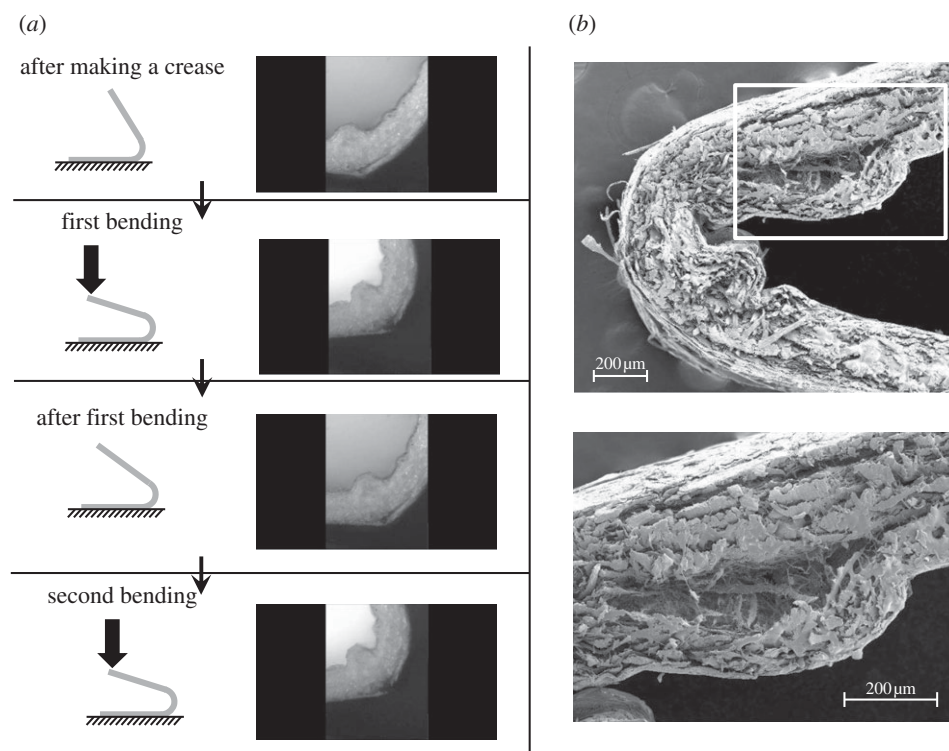 (a)
after making a crease
first bending
after first bending
second bending
(b)
200 µm
200 µm